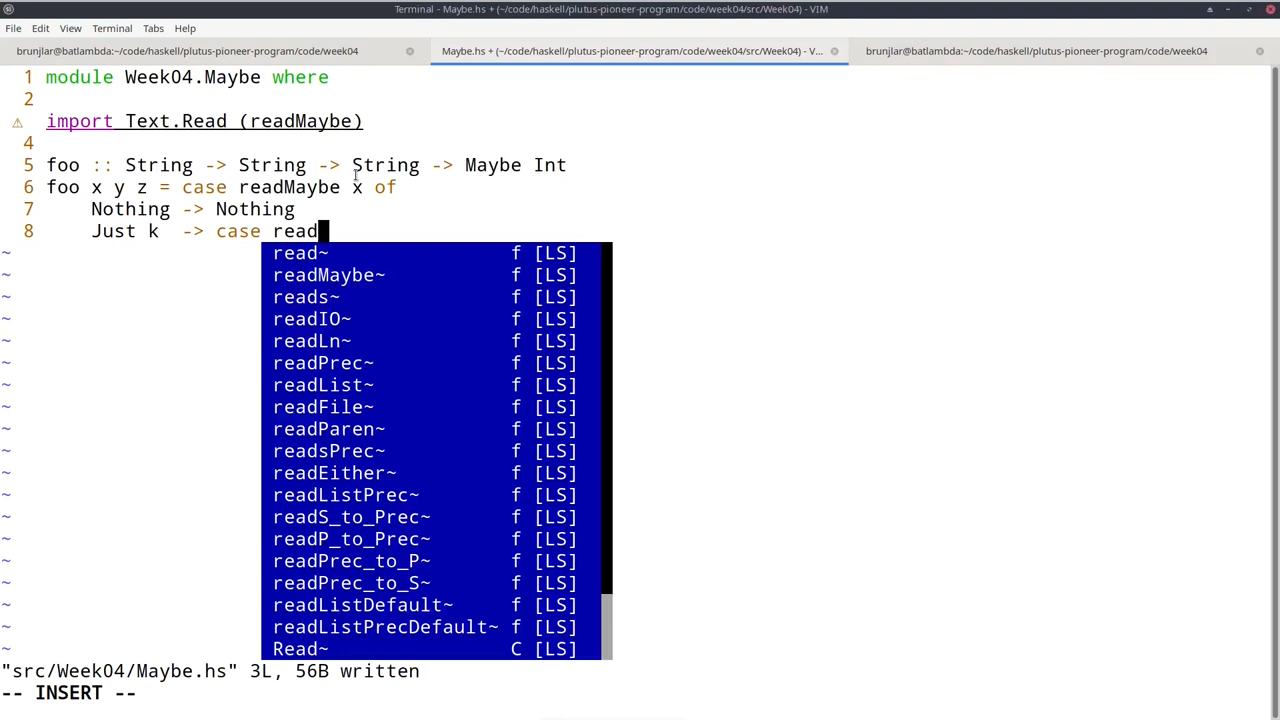 Terminal - Maybe.hs + (~/code/haskell/plutus-pioneer-program/code/week04/src/Week04) - VIM
File Edit View Terminal Tabs Help
brunjlar@batlambda:~/code/haskell/plutus-pioneer-program/code/week04 Maybe.hs + (~/code/haskell/plutus-pioneer-program/code/week04/src/Week04) - V... brunjlar@batlambda:~/code/haskell/plutus-pioneer-program/code/week04
1 module Week04.Maybe where
2
⚠ import Text.Read (readMaybe)
4
5 foo :: String -> String -> String -> Maybe Int
6 foo x y z = case readMaybe x of
7     Nothing -> Nothing
8     Just k  -> case read
~ read~ f [LS]
~ readMaybe~ f [LS]
~ reads~ f [LS]
~ readIO~ f [LS]
~ readLn~ f [LS]
~ readPrec~ f [LS]
~ readList~ f [LS]
~ readFile~ f [LS]
~ readParen~ f [LS]
~ readsPrec~ f [LS]
~ readEither~ f [LS]
~ readListPrec~ f [LS]
~ readS_to_Prec~ f [LS]
~ readP_to_Prec~ f [LS]
~ readPrec_to_P~ f [LS]
~ readPrec_to_S~ f [LS]
~ readListDefault~ f [LS]
~ readListPrecDefault~ f [LS]
~ Read~ C [LS]
"src/Week04/Maybe.hs" 3L, 56B written
-- INSERT --